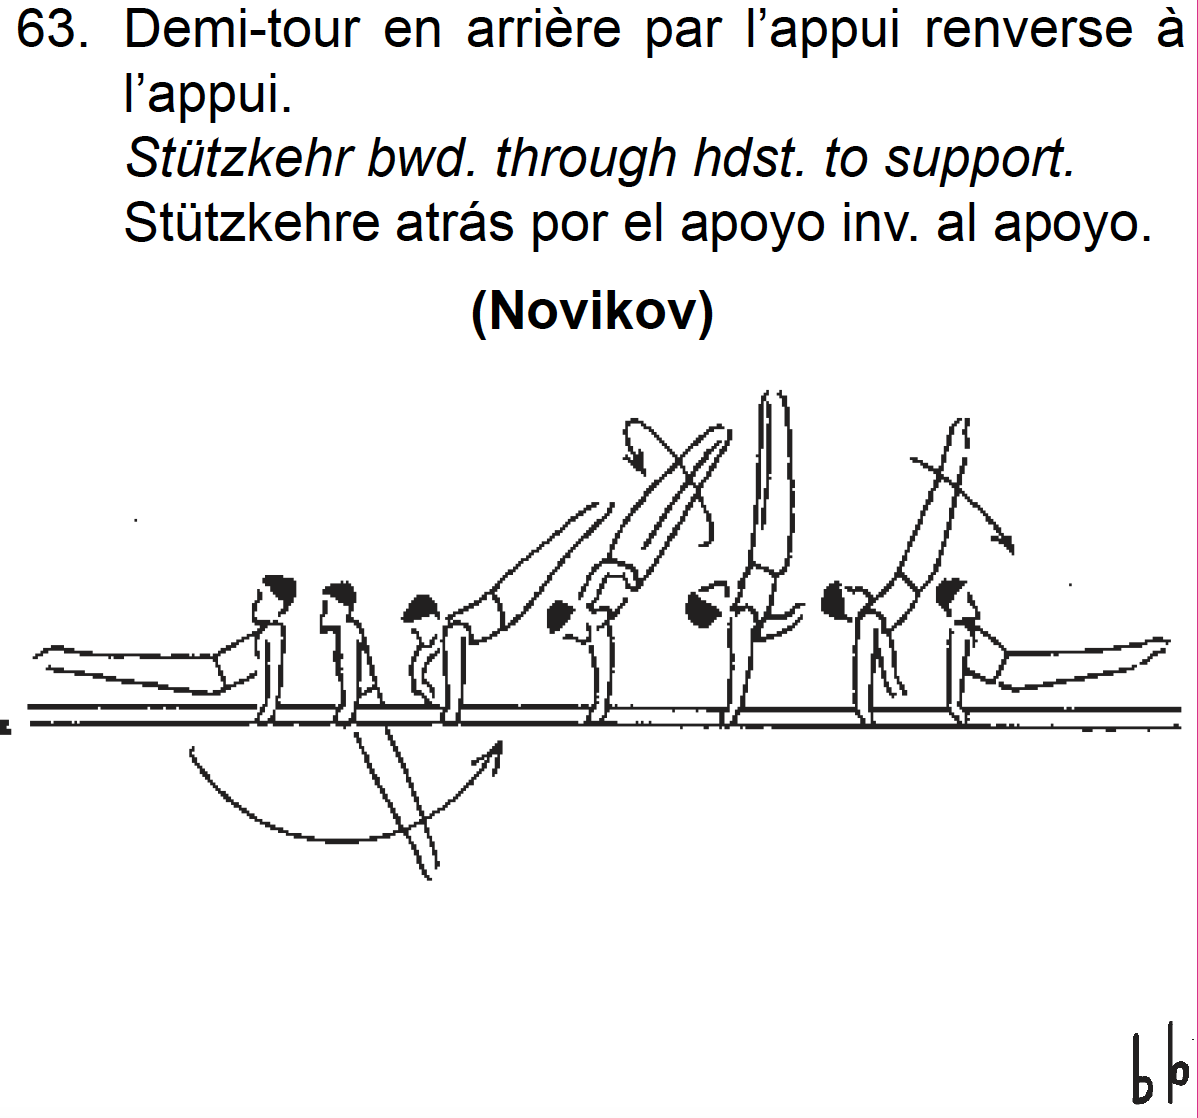 63. Demi-tour en arrière par l’appui renverse à
l’appui.
Stützkehr bwd. through hdst. to support.
Stützkehre atrás por el apoyo inv. al apoyo.
(Novikov)